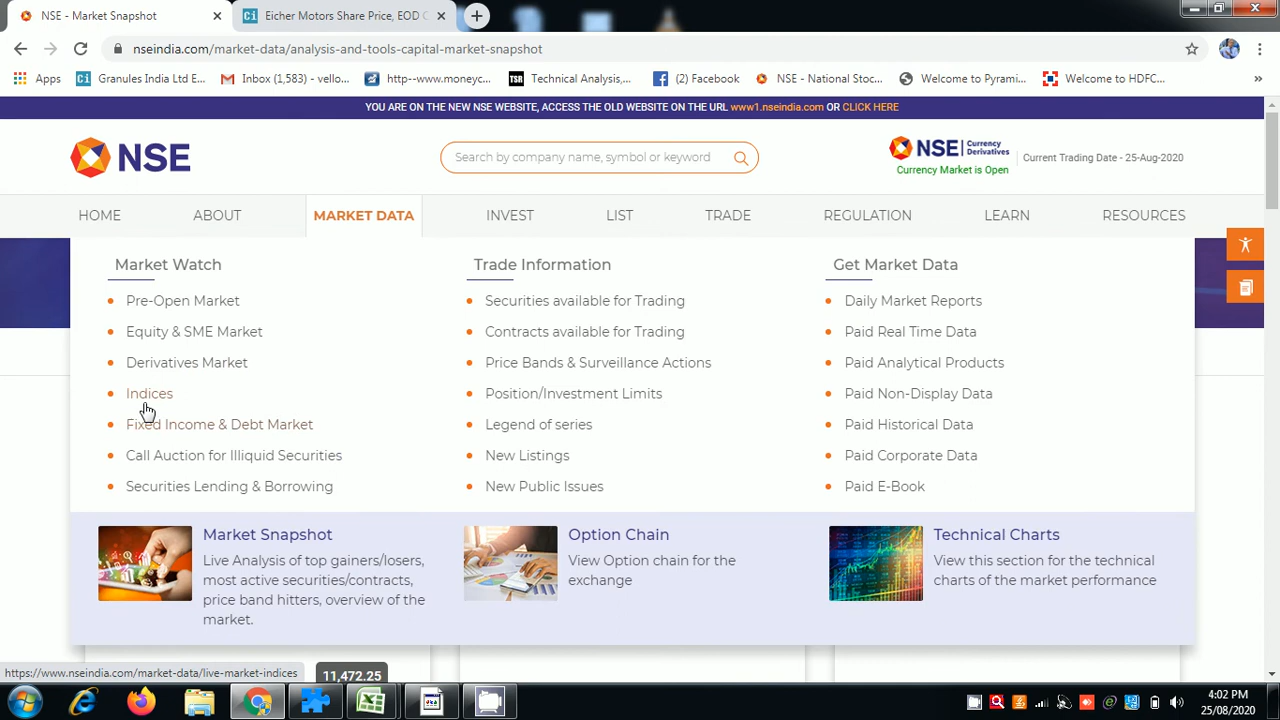 NSE - Market Snapshot
Ci Eicher Motors Share Price, EOD
nseindia.com/market-data/analysis-and-tools-capital-market-snapshot
Apps
Ci Granules India Ltd E...
Inbox (1,583) - vello...
http--www.moneyc...
TSR Technical Analysis,...
(2) Facebook
NSE - National Stoc...
Welcome to Pyrami...
Welcome to HDFC...
YOU ARE ON THE NEW NSE WEBSITE, ACCESS THE OLD WEBSITE ON THE URL www1.nseindia.com OR CLICK HERE
NSE
Search by company name, symbol or keyword
NSE Currency Derivatives
Currency Market is Open
Current Trading Date - 25-Aug-2020
HOME ABOUT MARKET DATA INVEST LIST TRADE REGULATION LEARN RESOURCES
Market Watch
Pre-Open Market
Equity & SME Market
Derivatives Market
Indices
Fixed Income & Debt Market
Call Auction for Illiquid Securities
Securities Lending & Borrowing
Trade Information
Securities available for Trading
Contracts available for Trading
Price Bands & Surveillance Actions
Position/Investment Limits
Legend of series
New Listings
New Public Issues
Get Market Data
Daily Market Reports
Paid Real Time Data
Paid Analytical Products
Paid Non-Display Data
Paid Historical Data
Paid Corporate Data
Paid E-Book
Market Snapshot
Live Analysis of top gainers/losers,
most active securities/contracts,
price band hitters, overview of the
market.
Option Chain
View Option chain for the
exchange
Technical Charts
View this section for the technical
charts of the market performance
https://www.nseindia.com/market-data/live-market-indices
11,472.25
4:02 PM
25/08/2020